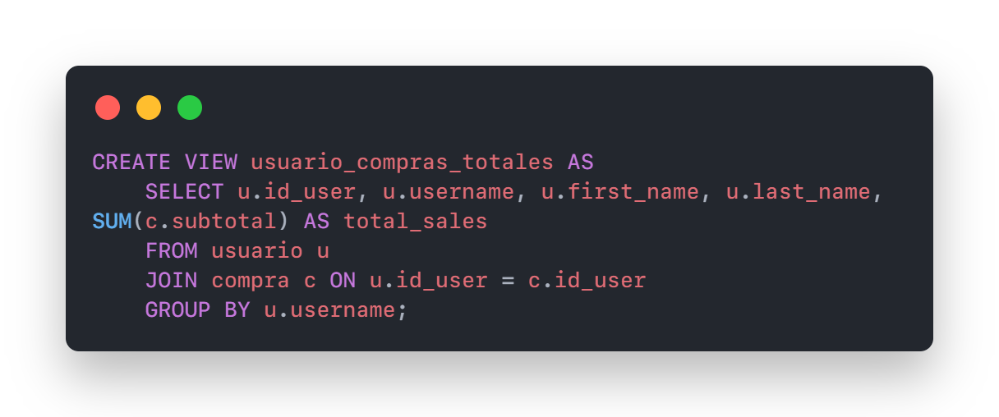 CREATE VIEW usuario_compras_totales AS
    SELECT u.id_user, u.username, u.first_name, u.last_name,
SUM(c.subtotal) AS total_sales
    FROM usuario u
    JOIN compra c ON u.id_user = c.id_user
    GROUP BY u.username;